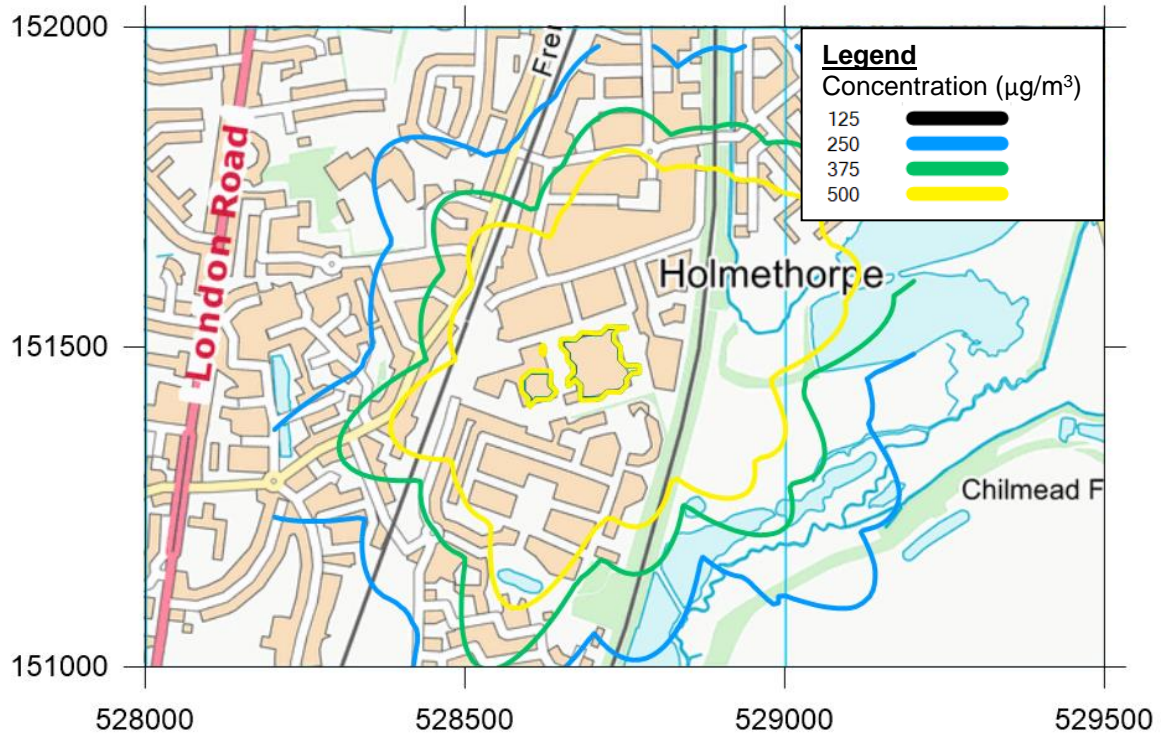 152000
151500
151000
528000
528500
529000
529500
Legend
Concentration (µg/m³)
125
250
375
500
London Road
Fre
Holmethorpe
Chilmead F